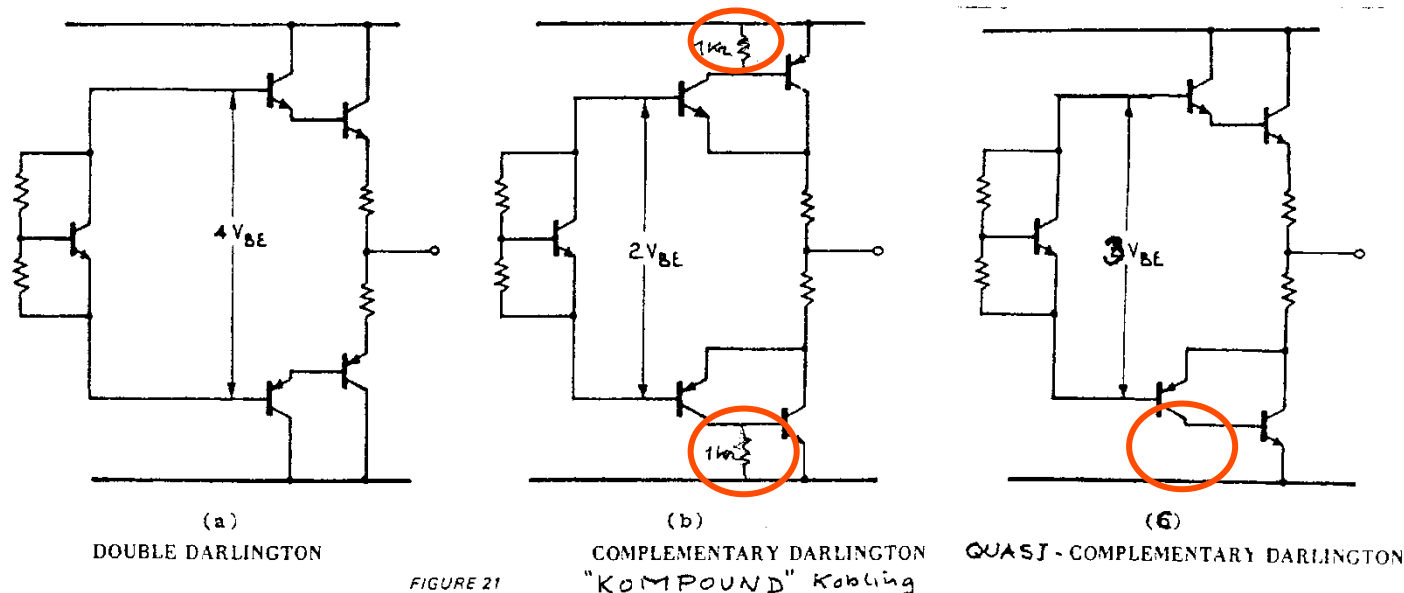 1KΩ
4 VBE
2 VBE
3 VBE
1kΩ
(a)
(b)
(6)
DOUBLE DARLINGTON
COMPLEMENTARY DARLINGTON
QUASI - COMPLEMENTARY DARLINGTON
FIGURE 21
"KOMPOUND" Kobling